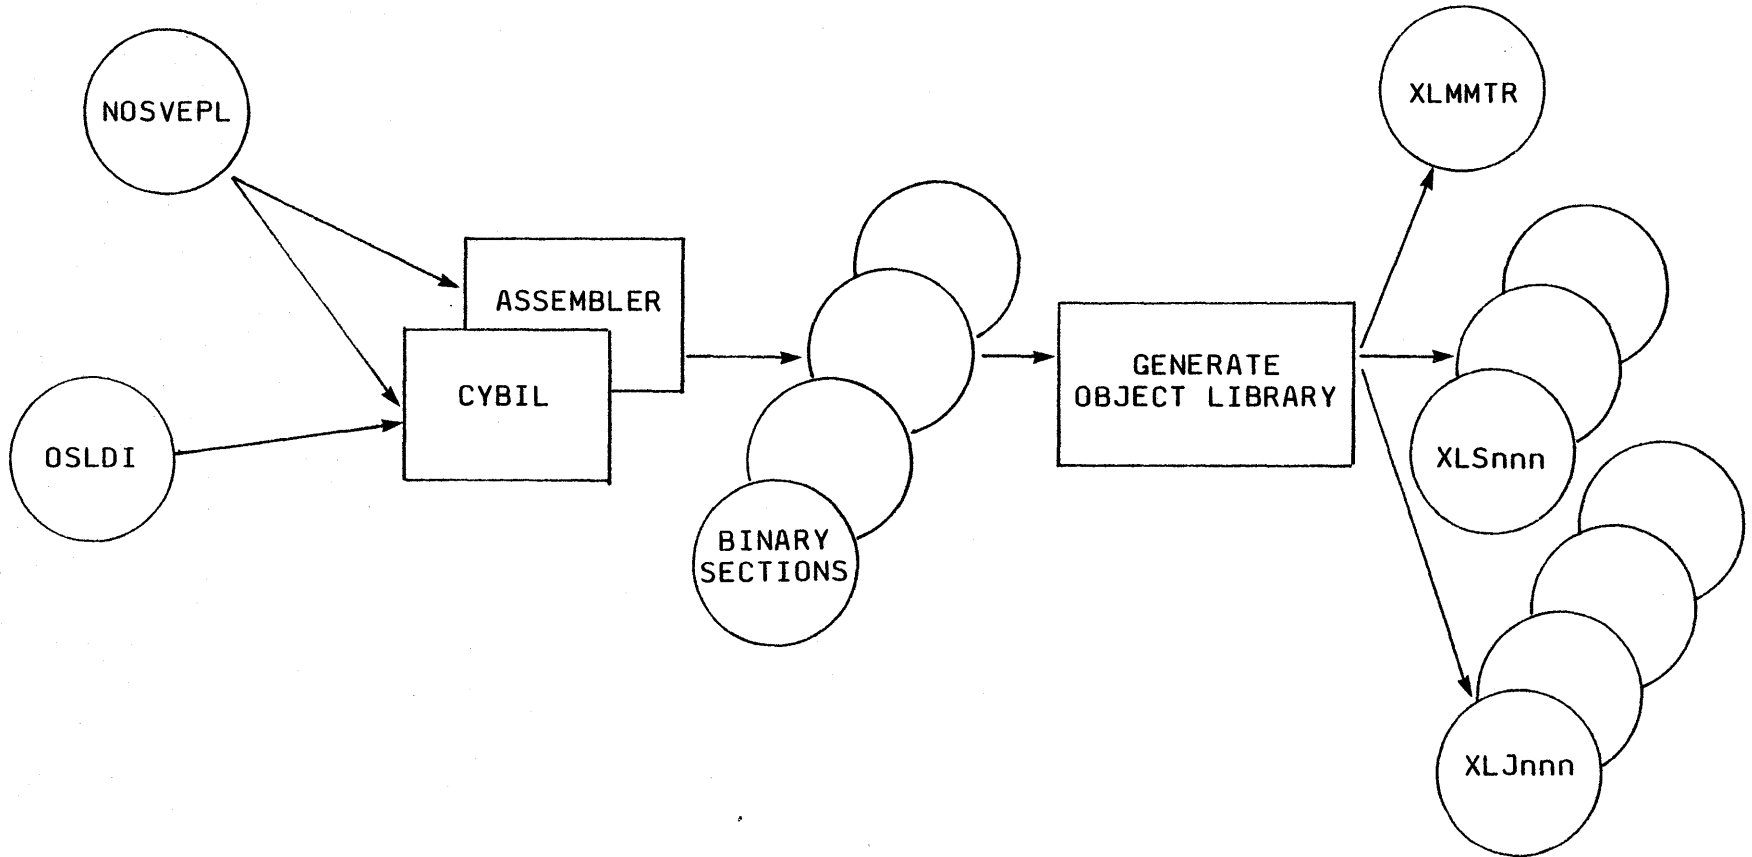 NOSVEPL
XLMMTR
ASSEMBLER
CYBIL
GENERATE
OBJECT LIBRARY
OSLDI
XLSnnn
BINARY
SECTIONS
XLJnnn